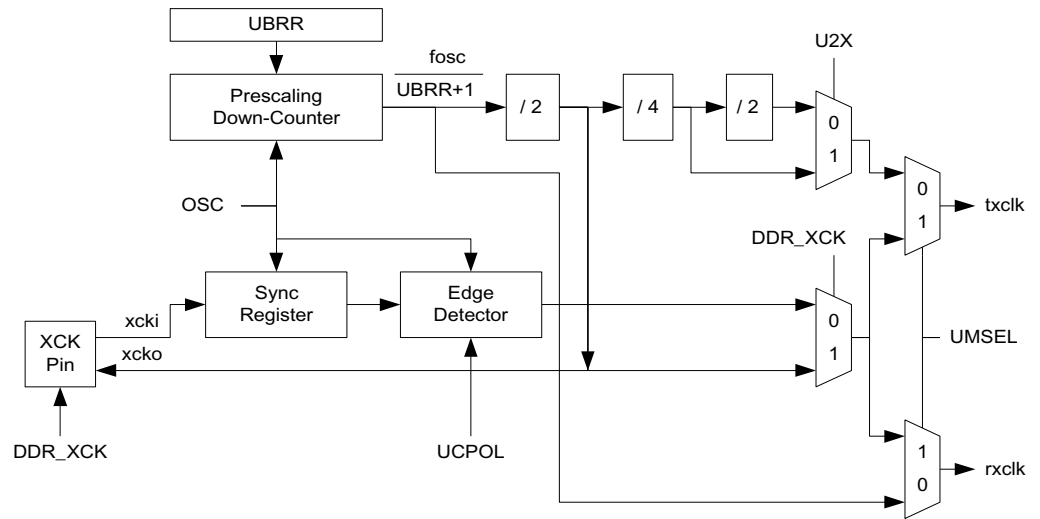 UBRR
Prescaling
Down-Counter
fosc
UBRR+1
/ 2
/ 4
/ 2
U2X
0
1
OSC
0
1
txclk
DDR_XCK
Sync
Register
Edge
Detector
0
1
UMSEL
xcki
XCK
Pin
xcko
DDR_XCK
UCPOL
1
0
rxclk